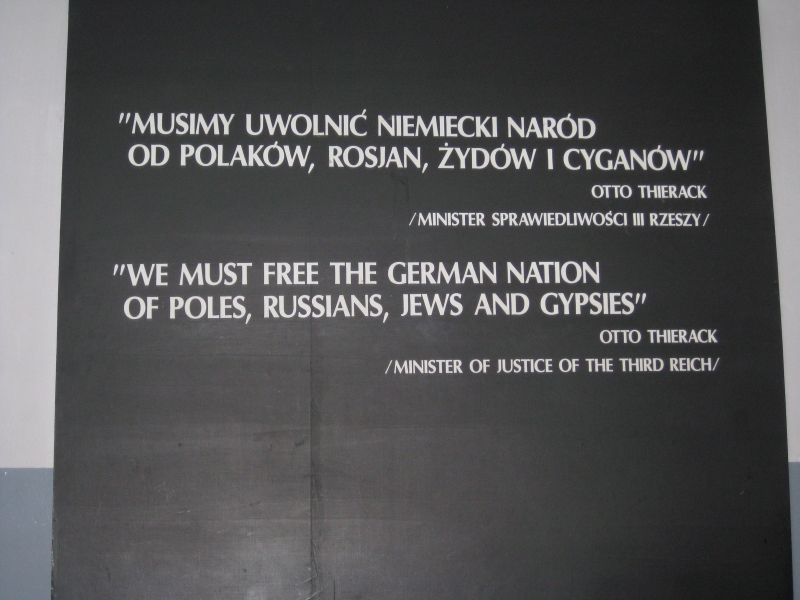 "MUSIMY UWOLNIĆ NIEMIECKI NARÓD
OD POLAKÓW, ROSJAN, ŻYDÓW I CYGANÓW"
OTTO THIERACK
/MINISTER SPRAWIEDLIWOŚCI III RZESZY/
"WE MUST FREE THE GERMAN NATION
OF POLES, RUSSIANS, JEWS AND GYPSIES"
OTTO THIERACK
/MINISTER OF JUSTICE OF THE THIRD REICH/